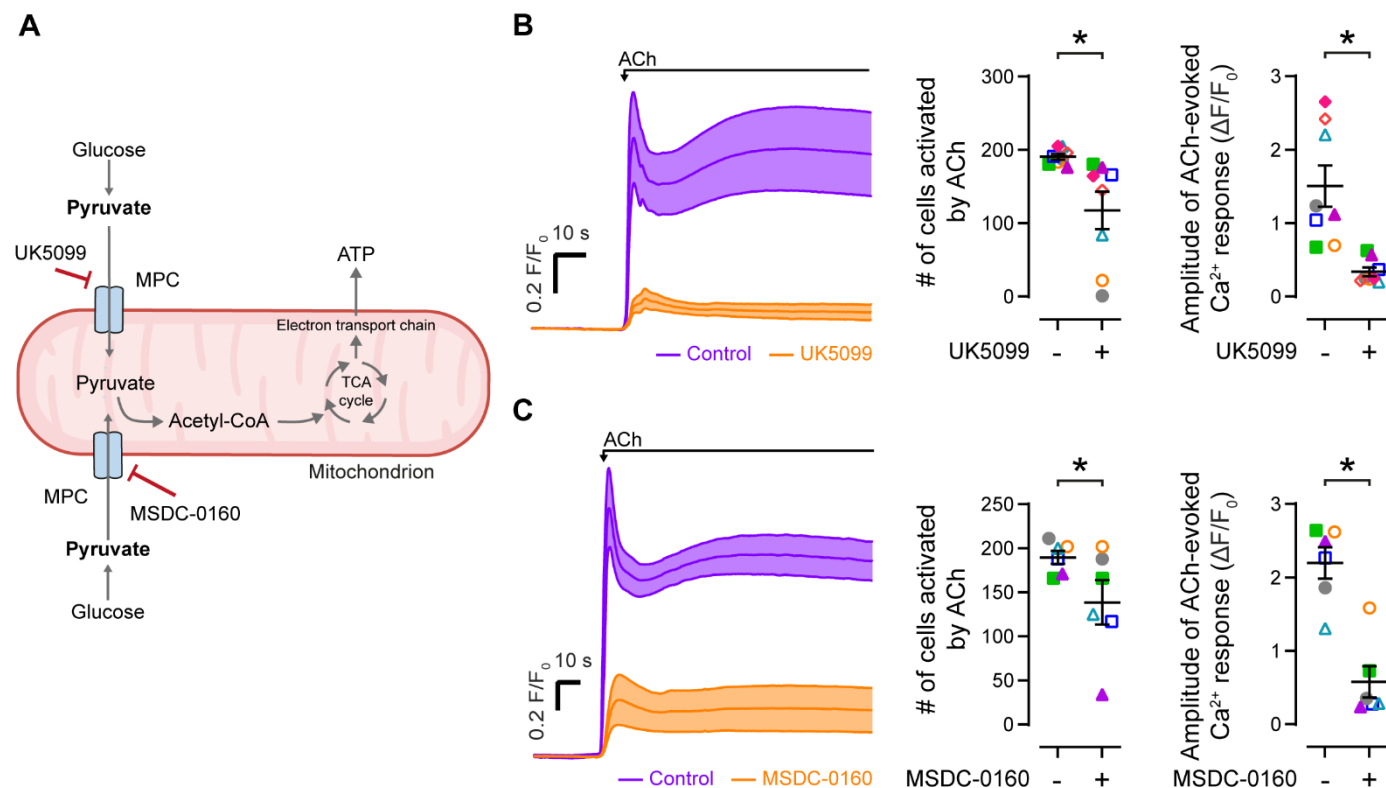 A
Glucose
Pyruvate
UK5099
MPC
ATP
Electron transport chain
Pyruvate
TCA
cycle
Acetyl-CoA
Mitochondrion
MPC
MSDC-0160
Pyruvate
Glucose
B
ACh
0.2 F/F0
10 s
Control
UK5099
*
# of cells activated
by ACh
300
200
100
0
UK5099
-
+
*
Amplitude of ACh-evoked
Ca2+ response (ΔF/F0)
3
2
1
0
UK5099
-
+
C
ACh
0.2 F/F0
10 s
Control
MSDC-0160
*
# of cells activated
by ACh
250
200
150
100
50
0
MSDC-0160
-
+
*
Amplitude of ACh-evoked
Ca2+ response (ΔF/F0)
3
2
1
0
MSDC-0160
-
+